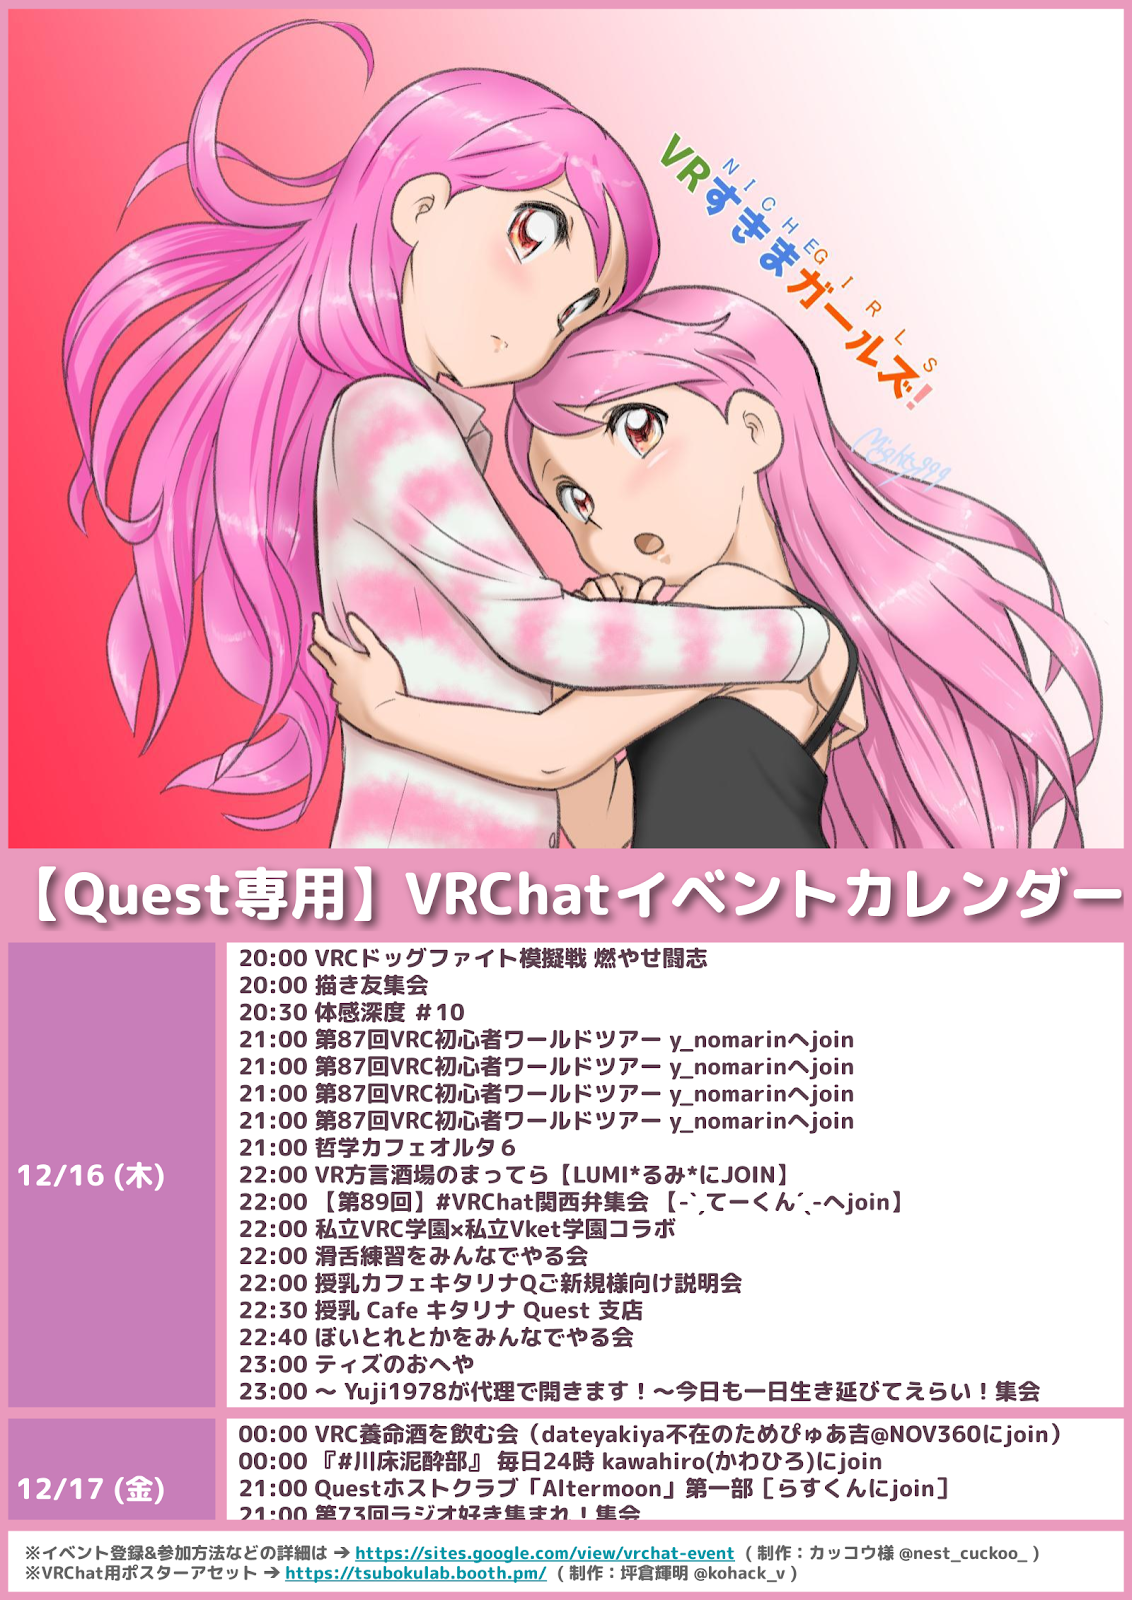 VRすきまガールズ!
NICHE GIRLS
Mighty999
【Quest専用】VRChatイベントカレンダー
12/16 (木)
20:00 VRCドッグファイト模擬戦 燃やせ闘志
20:00 描き友集会
20:30 体感深度 ＃10
21:00 第87回VRC初心者ワールドツアー y_nomarinへjoin
21:00 第87回VRC初心者ワールドツアー y_nomarinへjoin
21:00 第87回VRC初心者ワールドツアー y_nomarinへjoin
21:00 第87回VRC初心者ワールドツアー y_nomarinへjoin
21:00 哲学カフェオルタ６
22:00 VR方言酒場のまってら【LUMI*るみ*にJOIN】
22:00 【第89回】#VRChat関西弁集会 【-`ˏてーくん´ˎ-へjoin】
22:00 私立VRC学園×私立Vket学園コラボ
22:00 滑舌練習をみんなでやる会
22:00 授乳カフェキタリナQご新規様向け説明会
22:30 授乳 Cafe キタリナ Quest 支店
22:40 ぼいとれとかをみんなでやる会
23:00 ティズのおへや
23:00 ～ Yuji1978が代理で開きます！～今日も一日生き延びてえらい！集会
12/17 (金)
00:00 VRC養命酒を飲む会（dateyakiya不在のためぴゅあ吉@NOV360にjoin）
00:00 『#川床泥酔部』 毎日24時 kawahiro(かわひろ)にjoin
21:00 Questホストクラブ「Altermoon」第一部［らすくんにjoin］
21:00 第73回ラジオ好き集まれ！集会
※イベント登録&参加方法などの詳細は → https://sites.google.com/view/vrchat-event ( 制作：カッコウ様 @nest_cuckoo_ )
※VRChat用ポスターアセット → https://tsubokulab.booth.pm/ ( 制作：坪倉輝明 @kohack_v )